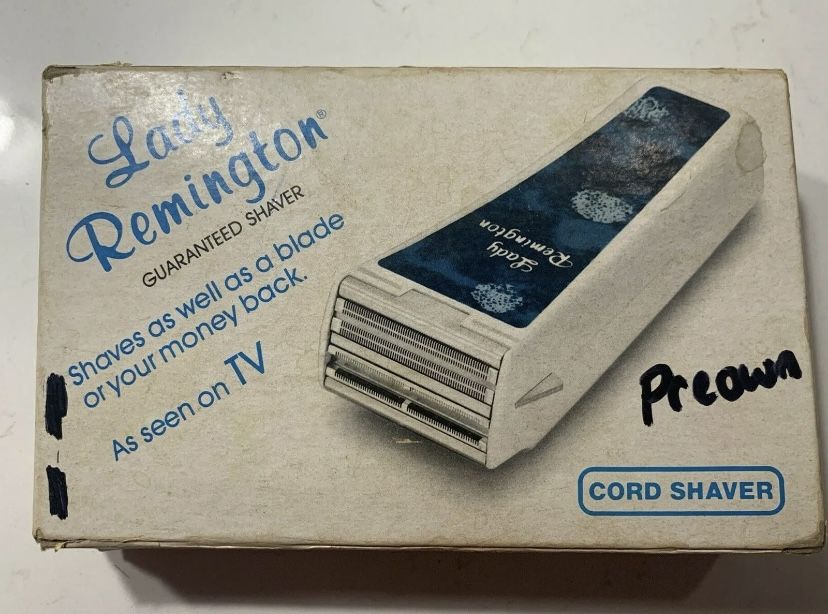 Lady
Remington®
GUARANTEED SHAVER
Shaves as well as a blade
or your money back.
As seen on TV
Lady
Remington
Preown
CORD SHAVER